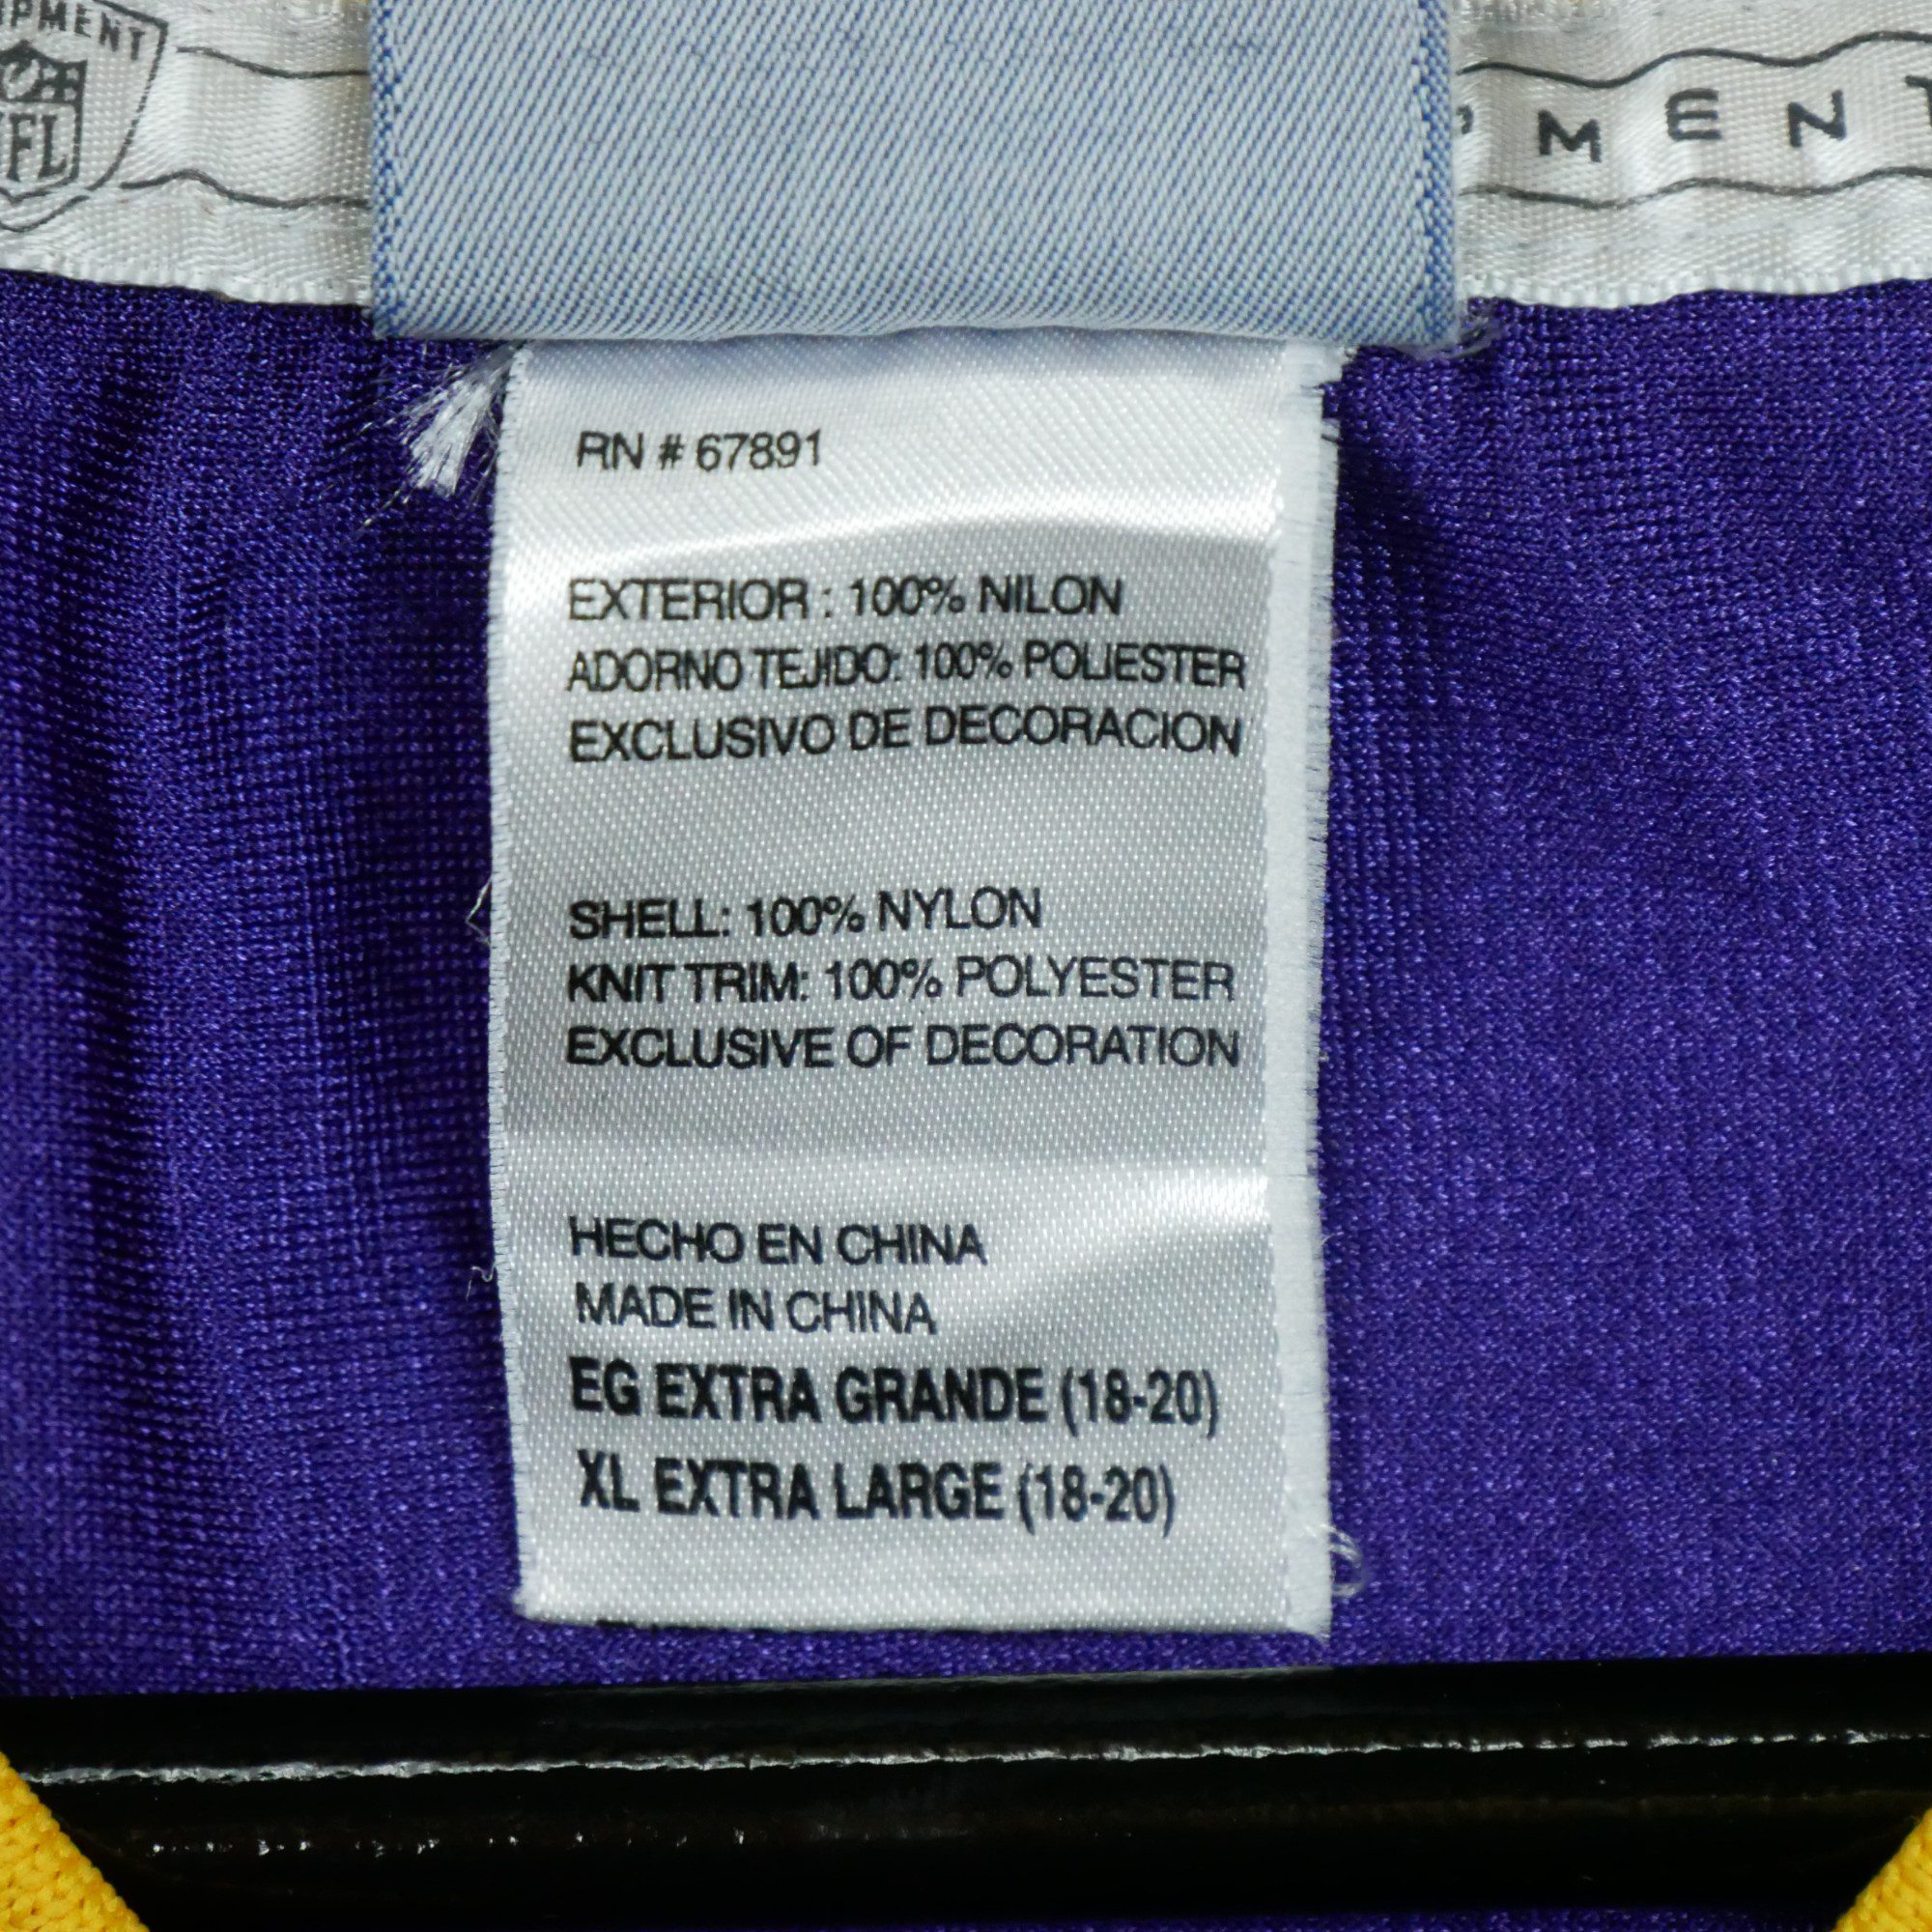 RN # 67891
EXTERIOR : 100% NILON
ADORNO TEJIDO: 100% POLIESTER
EXCLUSIVO DE DECORACION
SHELL: 100% NYLON
KNIT TRIM: 100% POLYESTER
EXCLUSIVE OF DECORATION
HECHO EN CHINA
MADE IN CHINA
EG EXTRA GRANDE (18-20)
XL EXTRA LARGE (18-20)